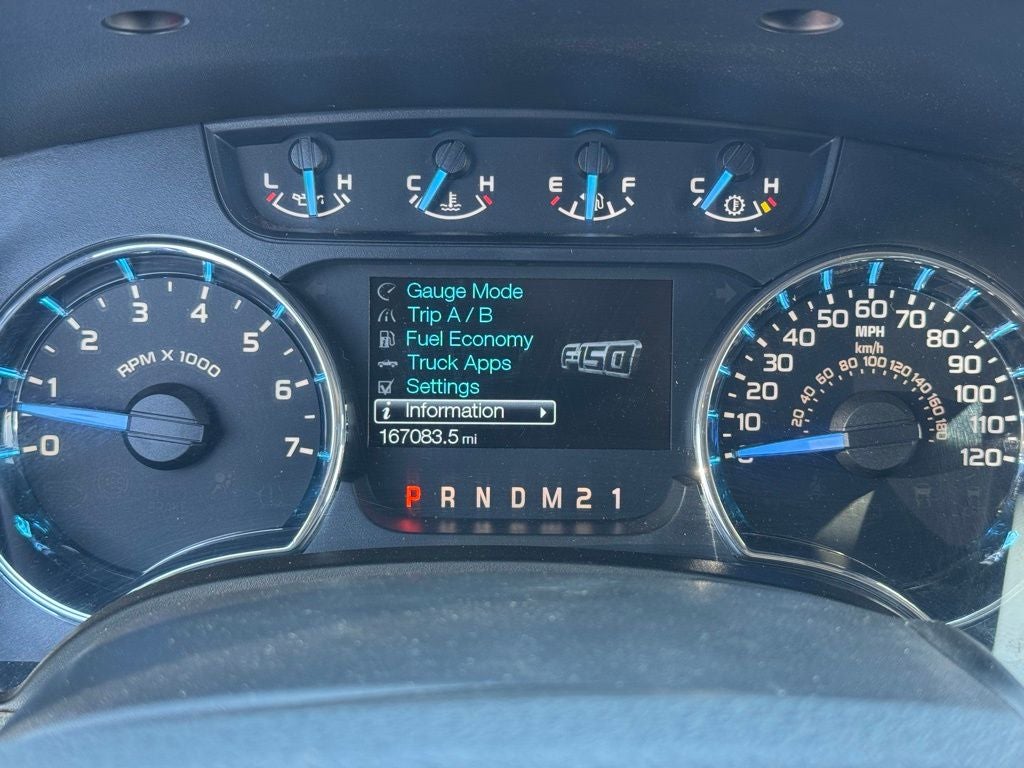 L H
C H
E F
C H
Gauge Mode
Trip A / B
Fuel Economy
Truck Apps
Settings
i Information
167083.5 mi
F-150
P R N D M 2 1
0 1 2 3 4 5 6 7
RPM X 1000
0 10 20 30 40 50 60 70 80 90 100 110 120
MPH
km/h
20 40 60 80 100 120 140 160 180